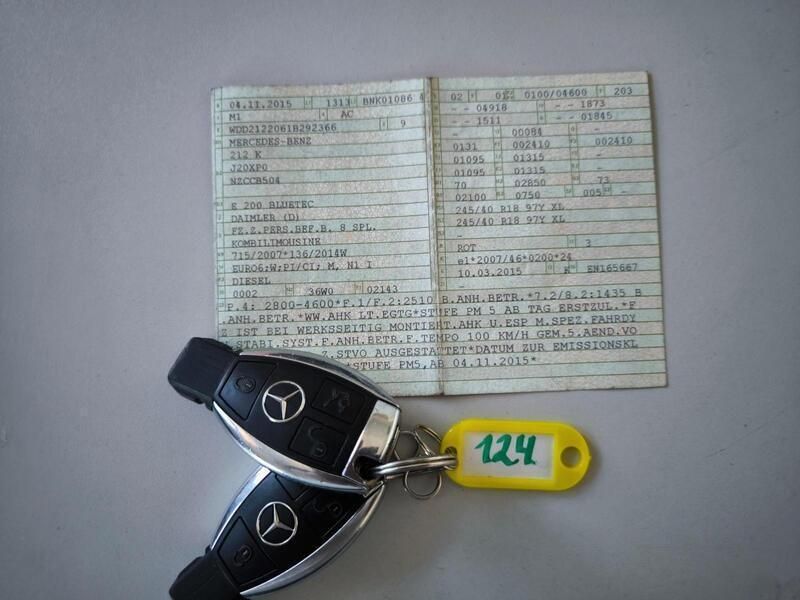 04.11.2015 1313 BNK01086 4
M1 AC
WDD2122061B292366 9
MERCEDES-BENZ
212 K
J20XP0
NZCCB504
E 200 BLUETEC
DAIMLER (D)
FZ.Z.PERS.BEF.B. 8 SPL.
KOMBILIMOUSINE
715/2007*136/2014W
EURO6;W;PI/CI; M, N1 I
DIESEL
0002 36W0 02143
02 01 0100/04600 203
- - 04918 - - 1873
- - 1511 - - 01845
- 00084 -
0131 002410 002410
01095 01315 -
01095 01315 -
70 02850 73
02100 0750 005 -
245/40 R18 97Y XL
245/40 R18 97Y XL
-
ROT 3
e1*2007/46*0200*24
10.03.2015 K EN165667
P.4: 2800-4600*F.1/F.2:2510 B.ANH.BETR.*7.2/8.2:1435 B
.ANH.BETR.*WW.AHK LT.EGTG*STUFE PM 5 AB TAG ERSTZUL.*F
Z IST BEI WERKSSEITIG MONTIERT.AHK U.ESP M.SPEZ.FAHRDY
.STABI.SYST.F.ANH.BETR.F.TEMPO 100 KM/H GEM.5.AEND.VO
Z.STVO AUSGESTATTET*DATUM ZUR EMISSIONSKL
*STUFE PM5,AB 04.11.2015*
124